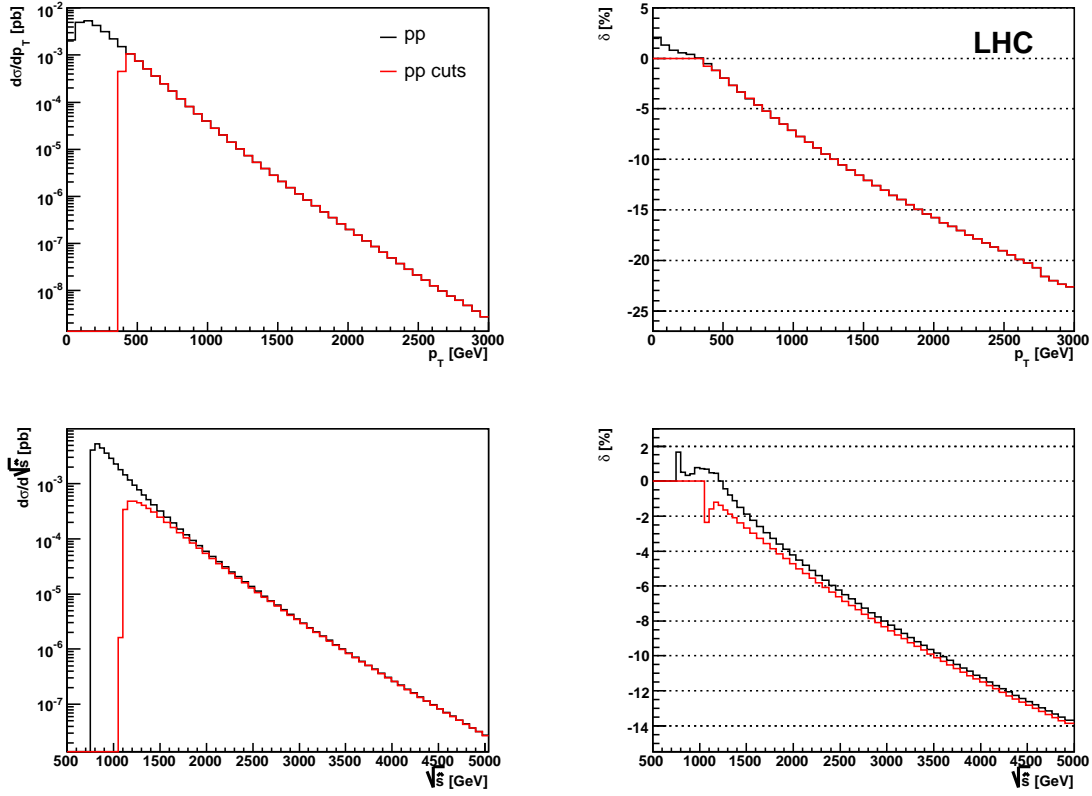 dσ/dp_T [pb]
10^-2
10^-3
10^-4
10^-5
10^-6
10^-7
10^-8
pp
pp cuts
0 500 1000 1500 2000 2500 3000
p_T [GeV]
δ [%]
LHC
5
0
-5
-10
-15
-20
-25
0 500 1000 1500 2000 2500 3000
p_T [GeV]
dσ/d√ŝ [pb]
10^-3
10^-4
10^-5
10^-6
10^-7
500 1000 1500 2000 2500 3000 3500 4000 4500 5000
√ŝ [GeV]
δ [%]
2
0
-2
-4
-6
-8
-10
-12
-14
500 1000 1500 2000 2500 3000 3500 4000 4500 5000
√ŝ [GeV]